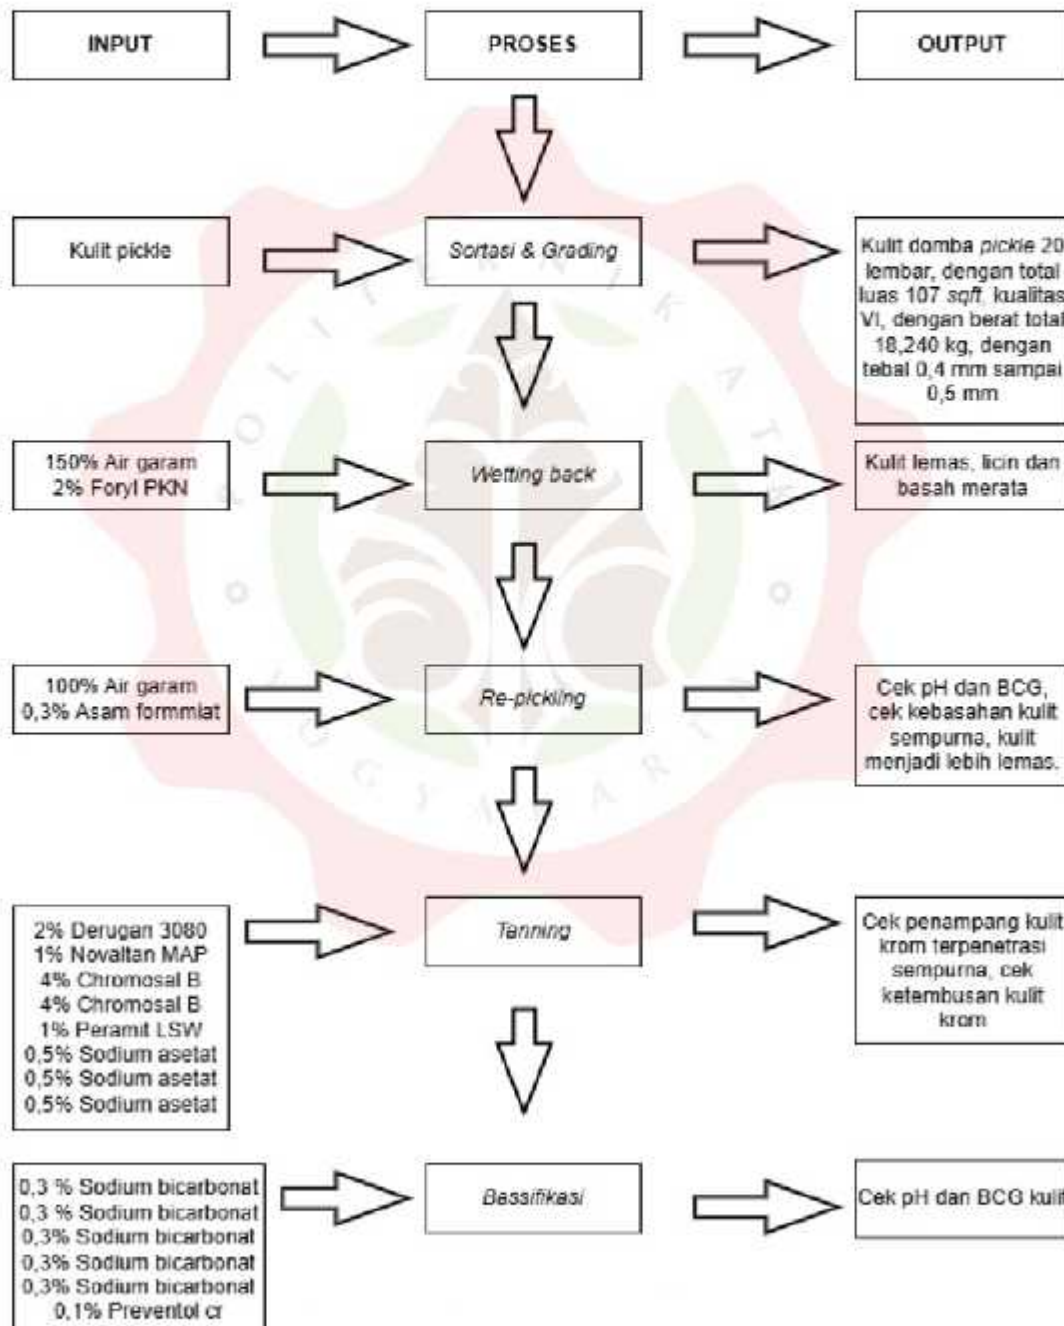 INPUT
PROSES
OUTPUT
Kulit pickle
Sortasi & Grading
Kulit domba pickle 20
lembar, dengan total
luas 107 sqft, kualitas
VI, dengan berat total
18,240 kg, dengan
tebal 0,4 mm sampai
0,5 mm
150% Air garam
2% Foryl PKN
Wetting back
Kulit lemas, licin dan
basah merata
100% Air garam
0,3% Asam formmiat
Re-pickling
Cek pH dan BCG,
cek kebasahan kulit
sempurna, kulit
menjadi lebih lemas.
2% Derugan 3080
1% Novaltan MAP
4% Chromosal B
4% Chromosal B
1% Peramit LSW
0,5% Sodium asetat
0,5% Sodium asetat
0,5% Sodium asetat
Tanning
Cek penampang kulit
krom terpenetrasi
sempurna, cek
ketembusan kulit
krom
0,3 % Sodium bicarbonat
0,3 % Sodium bicarbonat
0,3% Sodium bicarbonat
0,3% Sodium bicarbonat
0,3% Sodium bicarbonat
0,1% Preventol cr
Bassifikasi
Cek pH dan BCG kulit